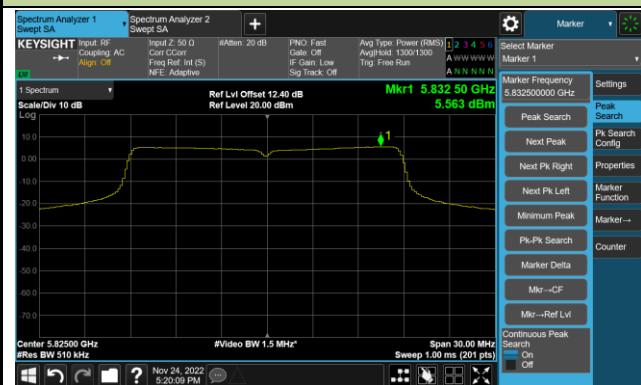 Spectrum Analyzer 1
Swept SA
Spectrum Analyzer 2
Swept SA
+
Marker
KEYSIGHT
Input: RF
Coupling: AC
Align: Off
Input Z: 50 Ω
Corr CCorr
Freq Ref: Int (S)
NFE: Adaptive
#Atten: 20 dB
PNO: Fast
Gate: Off
IF Gain: Low
Sig Track: Off
Avg Type: Power (RMS)
Avg|Hold: 1300/1300
Trig: Free Run
1 2 3 4 5 6
A W W W W W
A N N N N N
Select Marker
Marker 1
1 Spectrum
Scale/Div 10 dB
Log
Ref Lvl Offset 12.40 dB
Ref Level 20.00 dBm
Mkr1 5.832 50 GHz
5.563 dBm
1
10.0
0.00
-10.0
-20.0
-30.0
-40.0
-50.0
-60.0
-70.0
Center 5.82500 GHz
#Res BW 510 kHz
#Video BW 1.5 MHz*
Span 30.00 MHz
Sweep 1.00 ms (201 pts)
Marker Frequency
5.832500000 GHz
Peak Search
Next Peak
Next Pk Right
Next Pk Left
Minimum Peak
Pk-Pk Search
Marker Delta
Mkr→CF
Mkr→Ref Lvl
Continuous Peak
Search
On
Off
Settings
Peak
Search
Pk Search
Config
Properties
Marker
Function
Marker→
Counter
?
Nov 24, 2022
5:20:09 PM